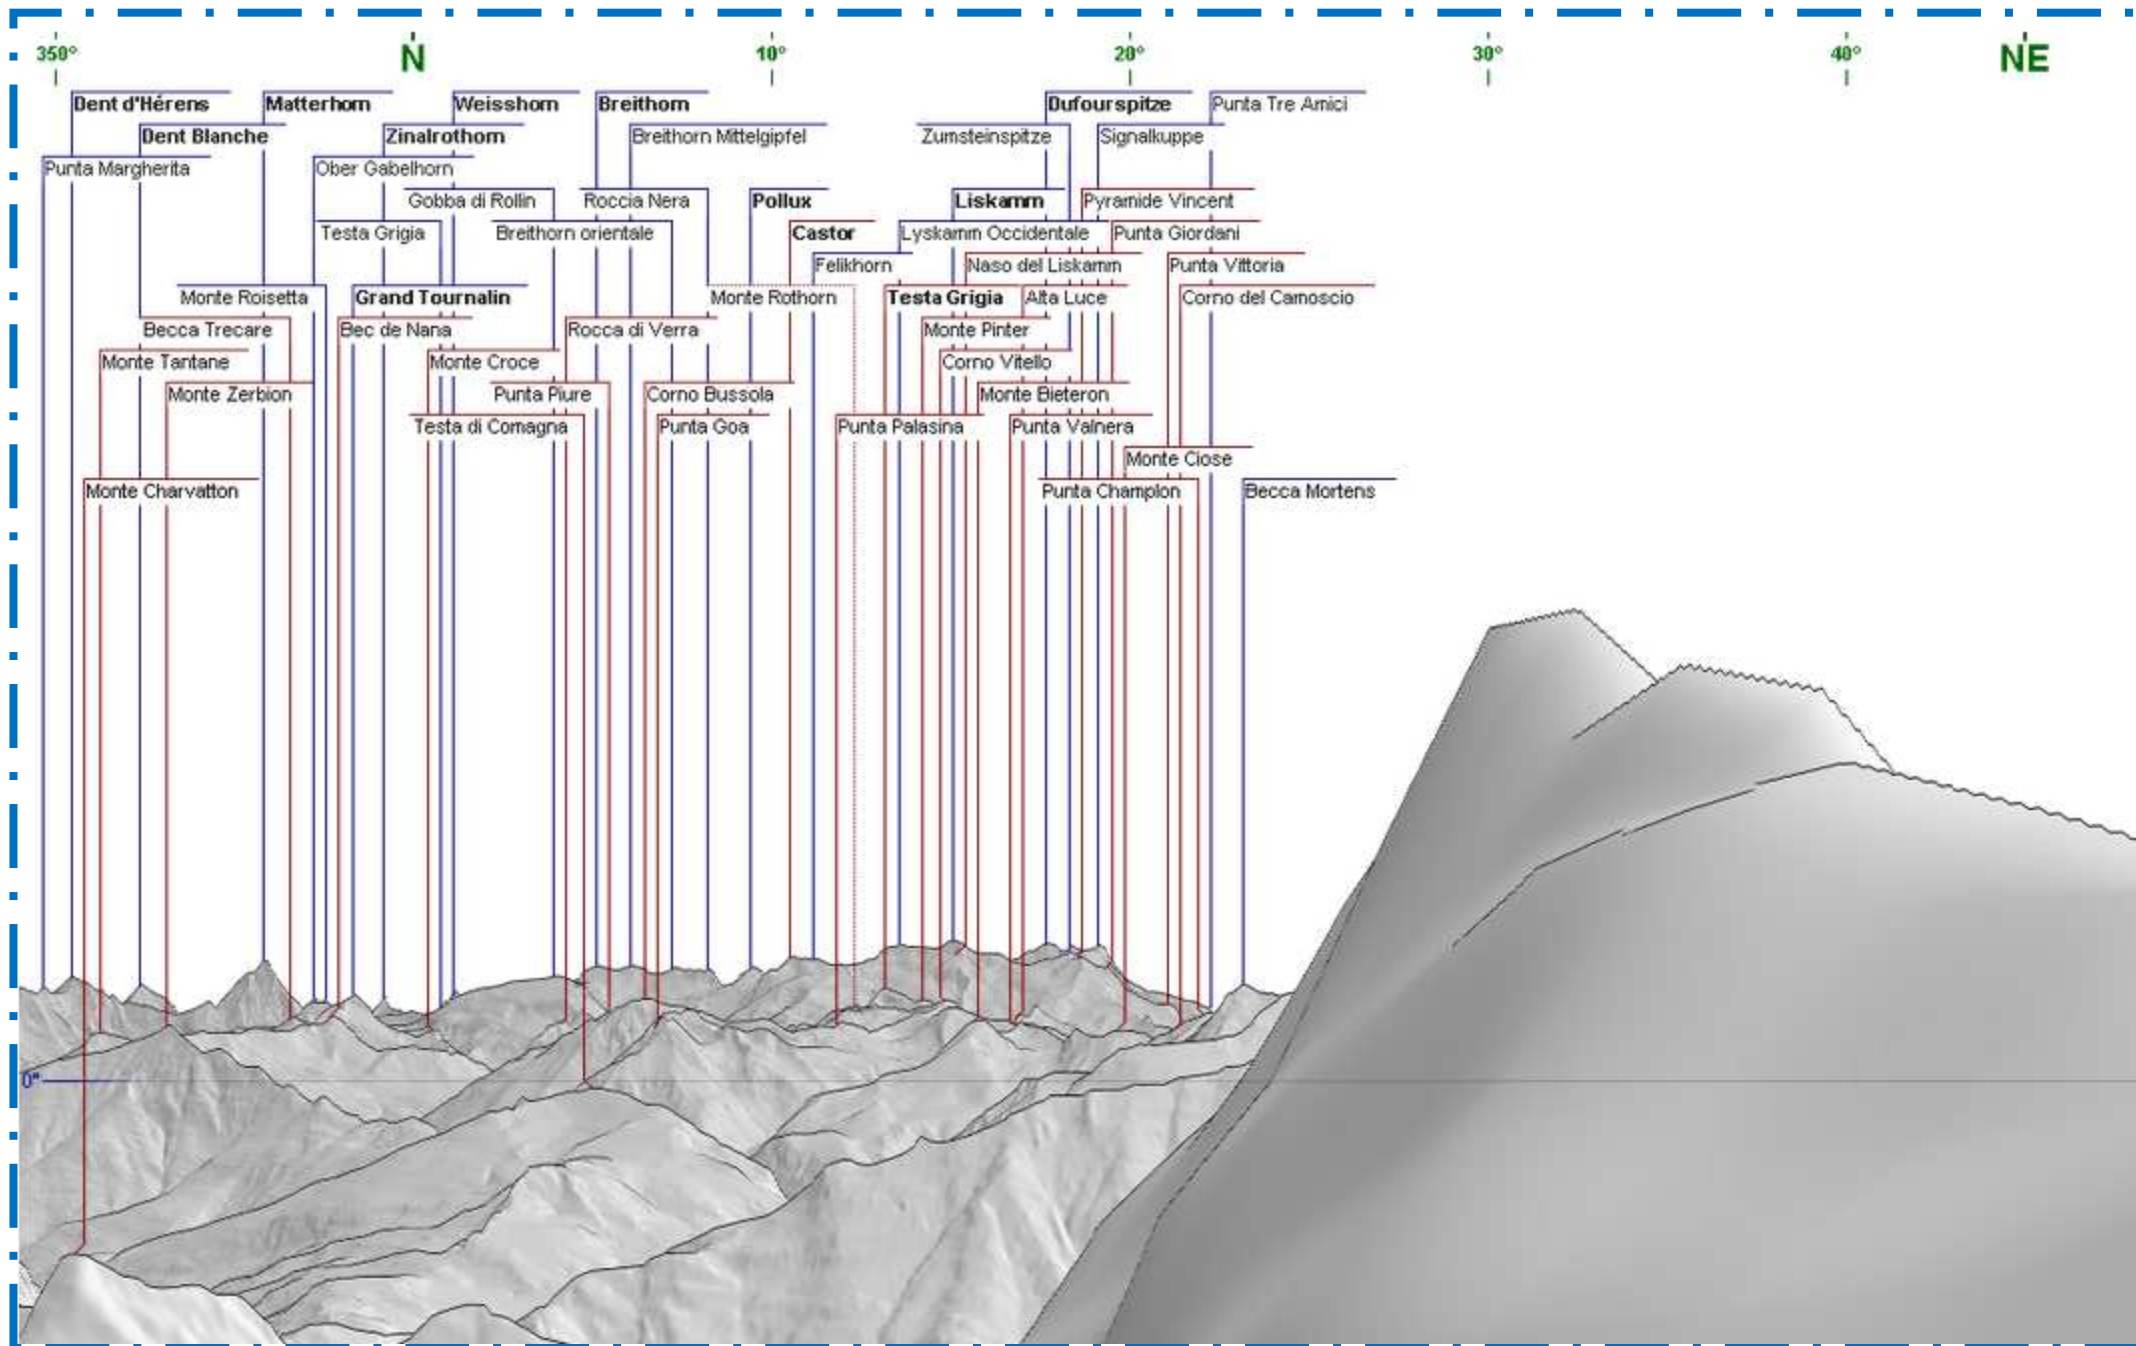 350° N 10° 20° 30° 40° NE
Dent d'Hérens Matterhorn Weisshorn Breithorn Dufourspitze Punta Tre Amici
Dent Blanche Zinalrothorn Breithorn Mittelgipfel Zumsteinspitze Signalkuppe
Punta Margherita Ober Gabelhorn
Gobba di Rollin Roccia Nera Pollux Liskamm Pyramide Vincent
Testa Grigia Breithorn orientale Castor Lyskamm Occidentale Punta Giordani
Felikhorn Naso del Liskamm Punta Vittoria
Monte Roisetta Grand Tournalin Monte Rothorn Testa Grigia Alta Luce Corno del Camoscio
Becca Trecare Bec de Nana Rocca di Verra Monte Pinter
Monte Tantane Monte Croce Corno Vitello
Monte Zerbion Punta Piure Corno Bussola Monte Bieteron
Testa di Comagna Punta Goa Punta Palasina Punta Valnera
Monte Ciose
Monte Charvatton Punta Champlon Becca Mortens
0°